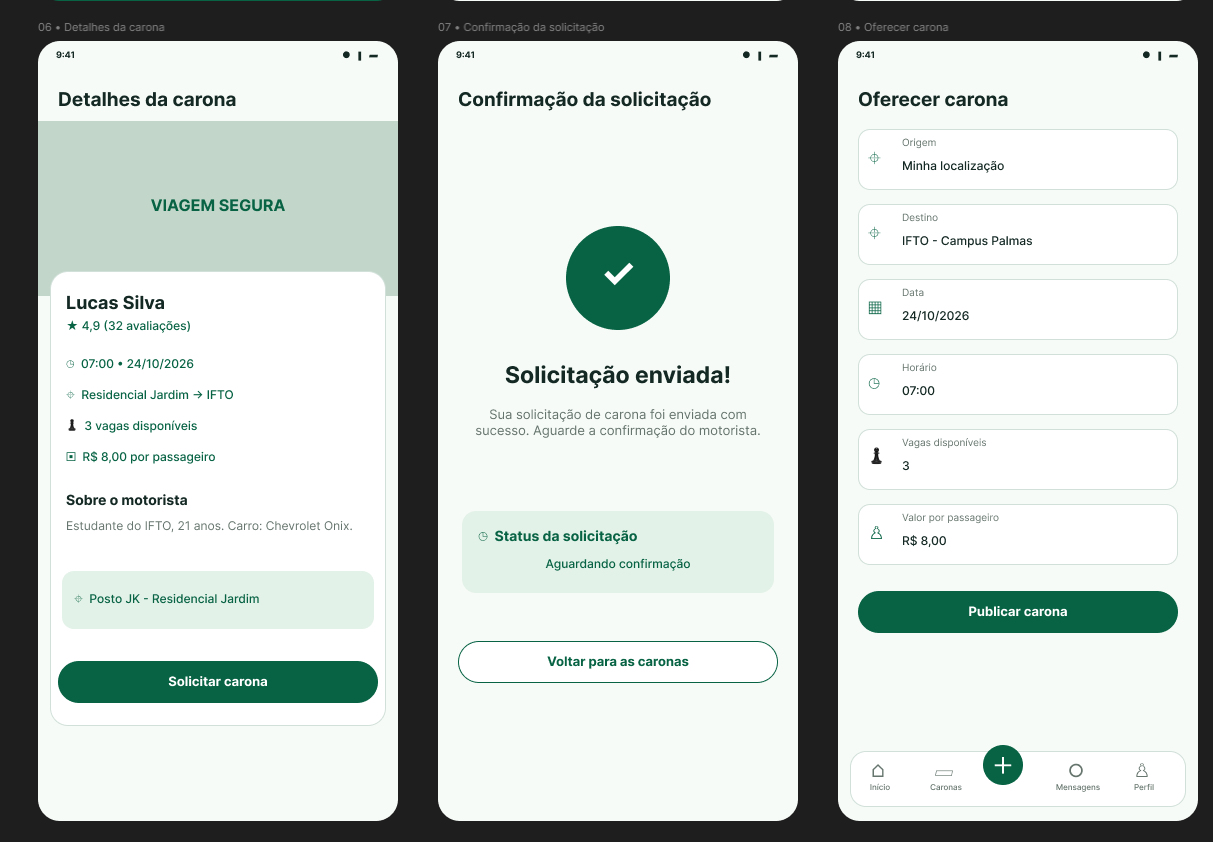 06 • Detalhes da carona
9:41
Detalhes da carona
VIAGEM SEGURA
Lucas Silva
★ 4,9 (32 avaliações)
07:00 • 24/10/2026
Residencial Jardim → IFTO
3 vagas disponíveis
R$ 8,00 por passageiro
Sobre o motorista
Estudante do IFTO, 21 anos. Carro: Chevrolet Onix.
Posto JK - Residencial Jardim
Solicitar carona
07 • Confirmação da solicitação
9:41
Confirmação da solicitação
Solicitação enviada!
Sua solicitação de carona foi enviada com
sucesso. Aguarde a confirmação do motorista.
Status da solicitação
Aguardando confirmação
Voltar para as caronas
08 • Oferecer carona
9:41
Oferecer carona
Origem
Minha localização
Destino
IFTO - Campus Palmas
Data
24/10/2026
Horário
07:00
Vagas disponíveis
3
Valor por passageiro
R$ 8,00
Publicar carona
Início
Caronas
Mensagens
Perfil